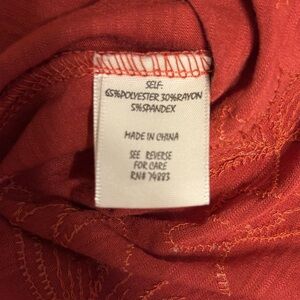 SELF:
65%POLYESTER 30%RAYON
5%SPANDEX
MADE IN CHINA
SEE REVERSE
FOR CARE
RN# 74883